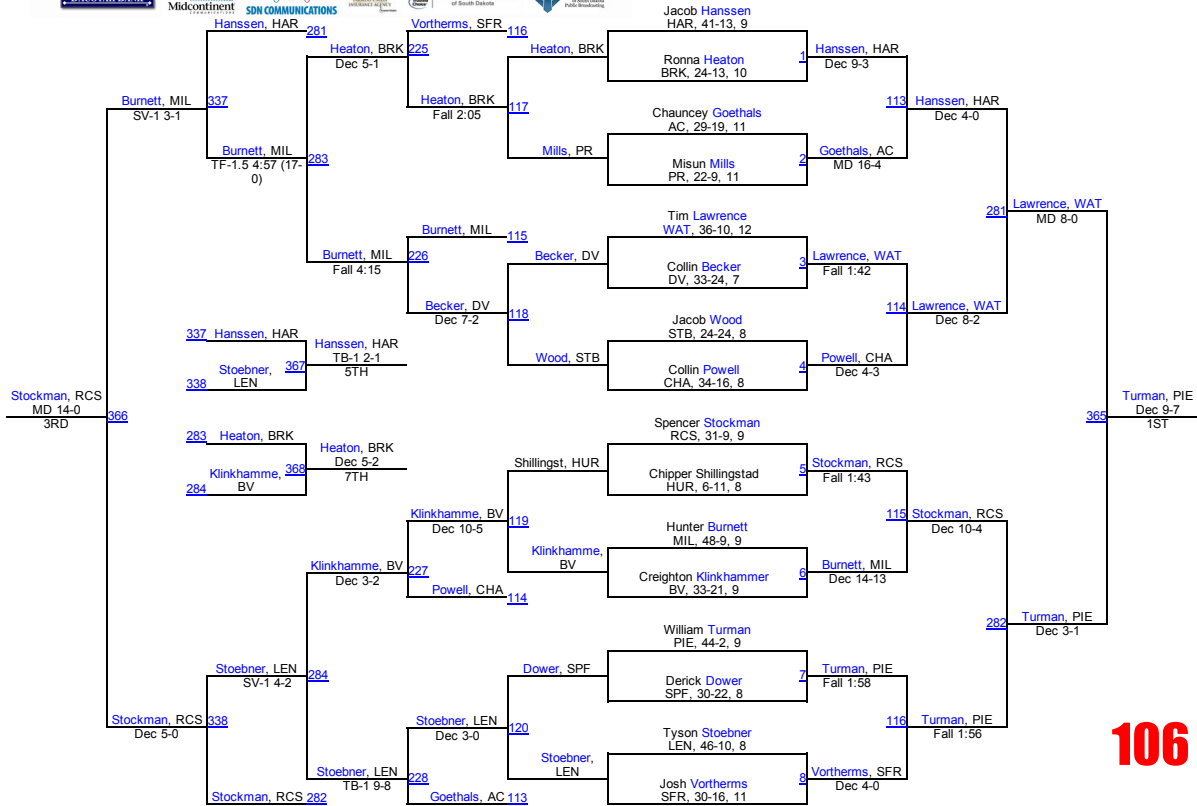 DACOTAH BANK
Midcontinent
COMMUNICATIONS
SDN COMMUNICATIONS
INSURANCE AGENCY
Choice
of South Dakota
Public Broadcasting
Hanssen, HAR
281
Burnett, MIL
SV-1 3-1
337
Burnett, MIL
TF-1.5 4:57 (17-
0)
283
Heaton, BRK
Dec 5-1
225
Vortherms, SFR
116
Heaton, BRK
Fall 2:05
117
Heaton, BRK
Mills, PR
Burnett, MIL
Fall 4:15
226
Burnett, MIL
115
Becker, DV
Dec 7-2
118
Becker, DV
Wood, STB
337 Hanssen, HAR
338
Stoebner,
LEN
367
Hanssen, HAR
TB-1 2-1
5TH
Stockman, RCS
MD 14-0
3RD
366
283 Heaton, BRK
284
Klinkhamme,
BV
368
Heaton, BRK
Dec 5-2
7TH
Klinkhamme, BV
Dec 3-2
227
Klinkhamme, BV
Dec 10-5
119
Shillingst, HUR
Klinkhamme,
BV
Powell, CHA
114
Stockman, RCS
Dec 5-0
338
Stoebner, LEN
SV-1 4-2
284
Stoebner, LEN
TB-1 9-8
228
Stoebner, LEN
Dec 3-0
120
Dower, SPF
Stoebner,
LEN
Stockman, RCS 282
Goethals, AC 113
Jacob Hanssen
HAR, 41-13, 9
Ronna Heaton
BRK, 24-13, 10
1
Hanssen, HAR
Dec 9-3
Chauncey Goethals
AC, 29-19, 11
Misun Mills
PR, 22-9, 11
2
Goethals, AC
MD 16-4
113 Hanssen, HAR
Dec 4-0
Tim Lawrence
WAT, 36-10, 12
Collin Becker
DV, 33-24, 7
3
Lawrence, WAT
Fall 1:42
Jacob Wood
STB, 24-24, 8
Collin Powell
CHA, 34-16, 8
4
Powell, CHA
Dec 4-3
114 Lawrence, WAT
Dec 8-2
281
Lawrence, WAT
MD 8-0
Spencer Stockman
RCS, 31-9, 9
Chipper Shillingstad
HUR, 6-11, 8
5
Stockman, RCS
Fall 1:43
Hunter Burnett
MIL, 48-9, 9
Creighton Klinkhammer
BV, 33-21, 9
6
Burnett, MIL
Dec 14-13
115 Stockman, RCS
Dec 10-4
William Turman
PIE, 44-2, 9
Derick Dower
SPF, 30-22, 8
7
Turman, PIE
Fall 1:58
Tyson Stoebner
LEN, 46-10, 8
Josh Vortherms
SFR, 30-16, 11
8
Vortherms, SFR
Dec 4-0
116 Turman, PIE
Fall 1:56
282
Turman, PIE
Dec 3-1
365
Turman, PIE
Dec 9-7
1ST
106